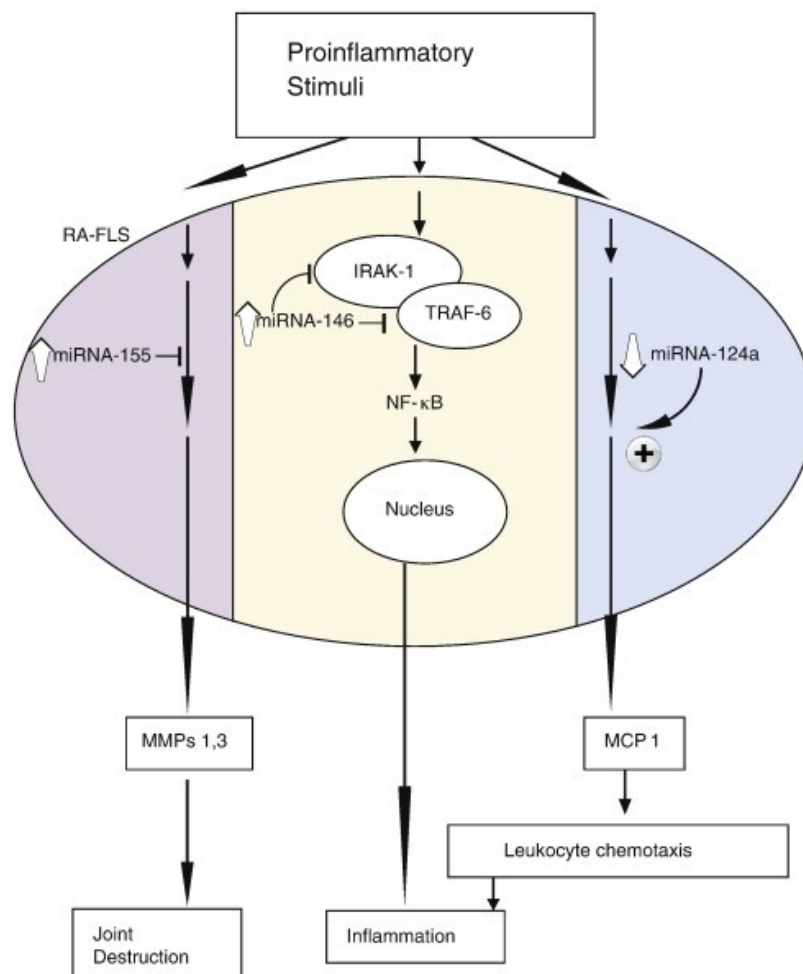 Proinflammatory
Stimuli
RA-FLS
IRAK-1
TRAF-6
miRNA-146
miRNA-155
miRNA-124a
NF-κB
+
Nucleus
MMPs 1,3
MCP 1
Leukocyte chemotaxis
Joint
Destruction
Inflammation